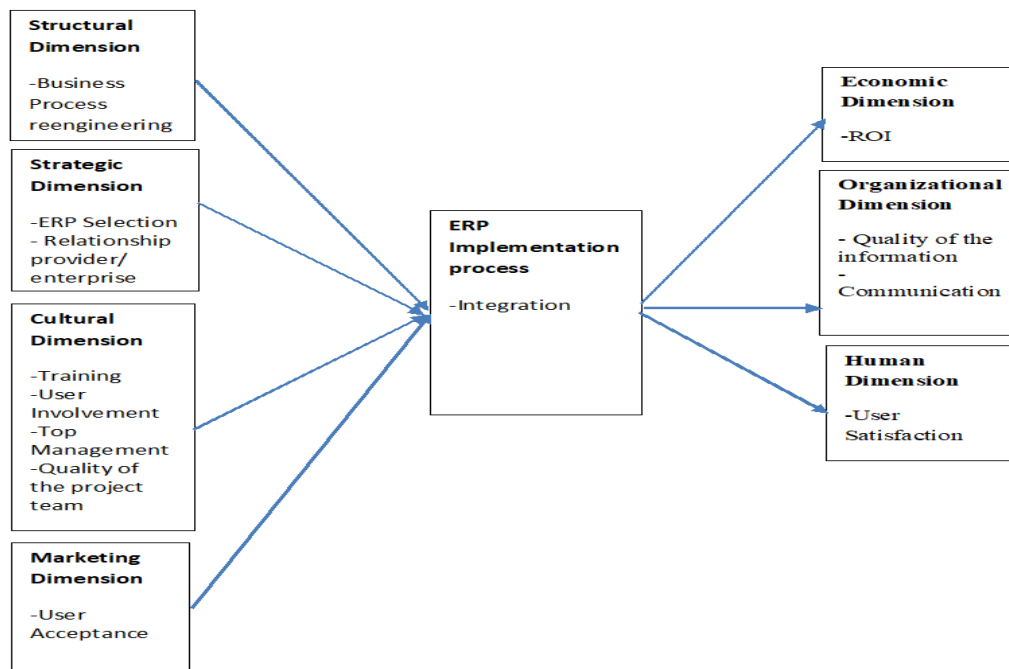 Structural
Dimension
-Business
Process
reengineering
Strategic
Dimension
-ERP Selection
- Relationship
provider/
enterprise
Cultural
Dimension
-Training
-User
Involvement
-Top
Management
-Quality of
the project
team
Marketing
Dimension
-User
Acceptance
ERP
Implementation
process
-Integration
Economic
Dimension
-ROI
Organizational
Dimension
- Quality of the
information
-
Communication
Human
Dimension
-User
Satisfaction